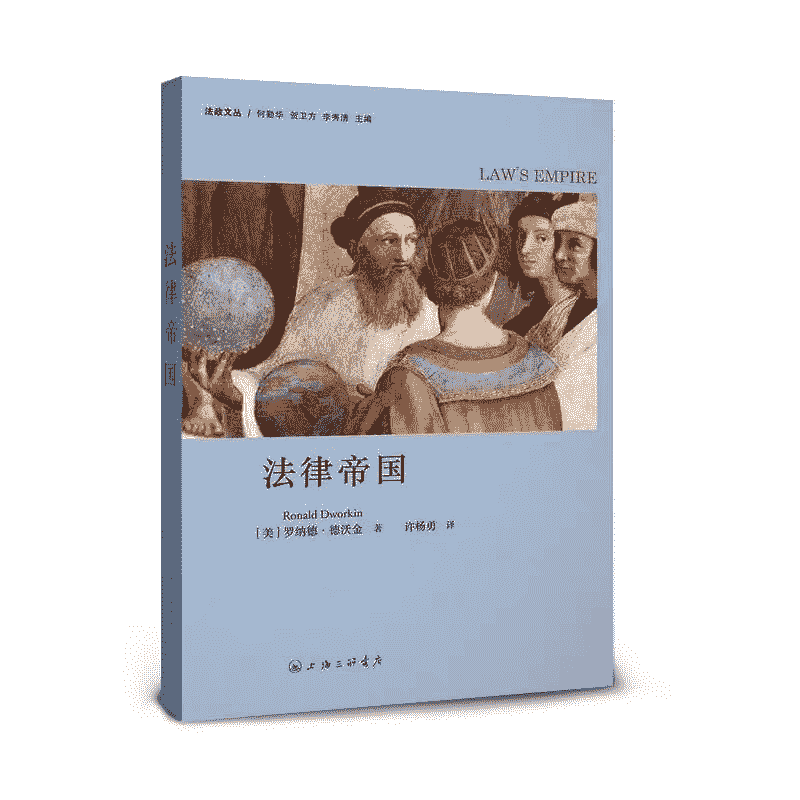 法政文丛 / 何勤华 贺卫方 李秀清 主编
LAW'S EMPIRE
法律帝国
法律帝国
Ronald Dworkin
[美] 罗纳德·德沃金 著 许杨勇 译
上海三联书店